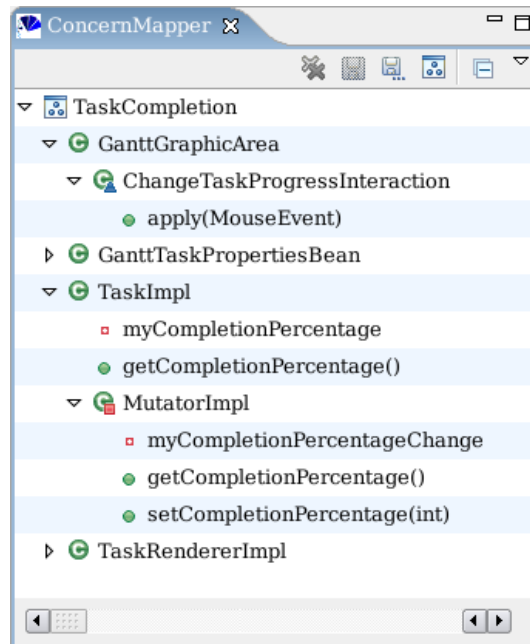 ConcernMapper
TaskCompletion
GanttGraphicArea
ChangeTaskProgressInteraction
apply(MouseEvent)
GanttTaskPropertiesBean
TaskImpl
myCompletionPercentage
getCompletionPercentage()
MutatorImpl
myCompletionPercentageChange
getCompletionPercentage()
setCompletionPercentage(int)
TaskRendererImpl